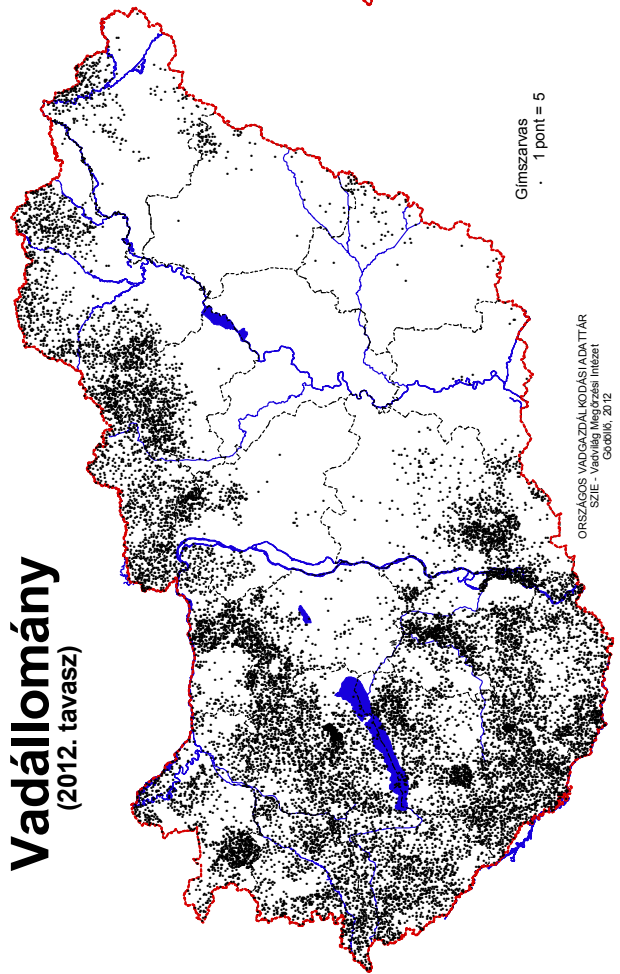 Vadállomány
(2012. tavasz)
Gímszarvas
. 1 pont = 5
ORSZÁGOS VADGAZDÁLKODÁSI ADATTÁR
SZIE - Vadvilág Megőrzési Intézet
Gödöllő, 2012